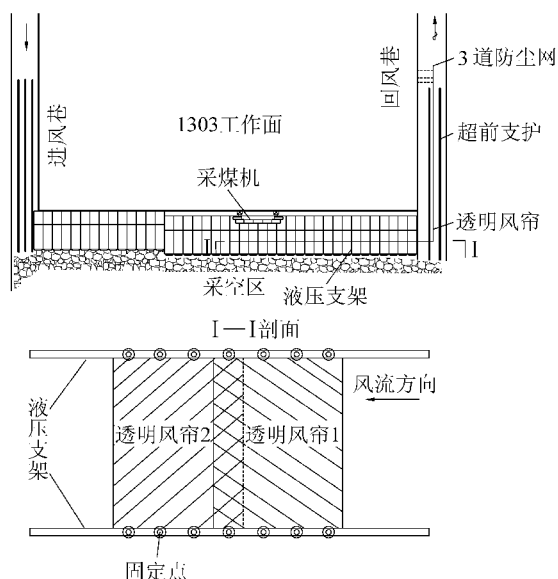 进风巷
回风巷
3道防尘网
1303工作面
超前支护
采煤机
透明风帘
I
I
采空区
液压支架
I—I剖面
液压支架
风流方向
透明风帘2
透明风帘1
固定点